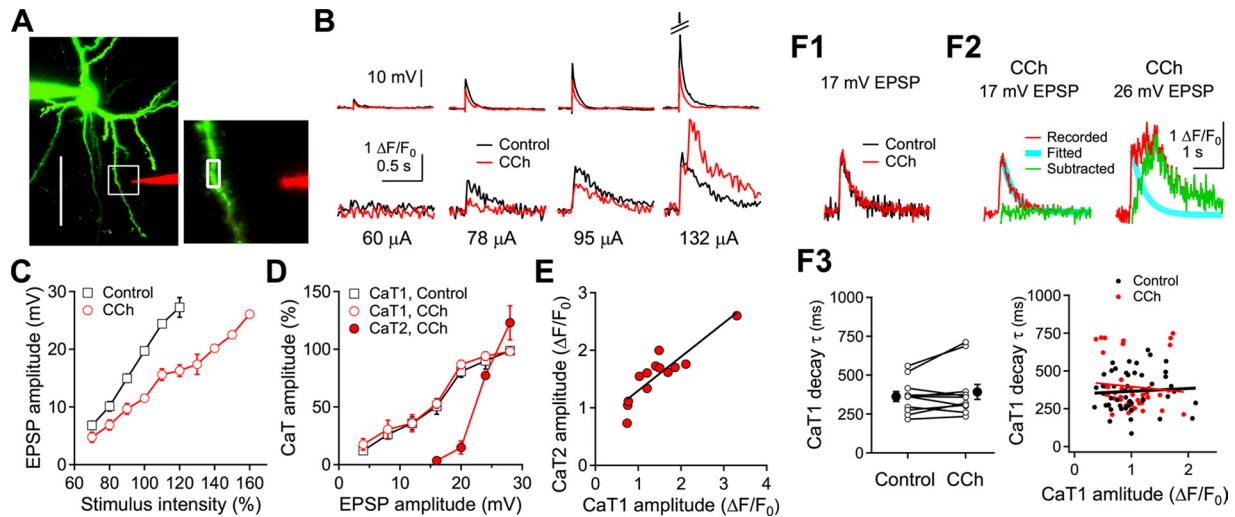 A
B
10 mV
1 ΔF/F0
0.5 s
Control
CCh
60 μA
78 μA
95 μA
132 μA
F1
17 mV EPSP
Control
CCh
F2
CCh
17 mV EPSP
CCh
26 mV EPSP
Recorded
Fitted
Subtracted
1 ΔF/F0
1 s
C
EPSP amplitude (mV)
30
20
10
0
Control
CCh
60 80 100 120 140 160
Stimulus intensity (%)
D
CaT amplitude (%)
150
100
50
0
CaT1, Control
CaT1, CCh
CaT2, CCh
0 10 20 30
EPSP amplitude (mV)
E
CaT2 amplitude (ΔF/F0)
3
2
1
0
0 1 2 3 4
CaT1 amplitude (ΔF/F0)
F3
CaT1 decay τ (ms)
1000
750
500
250
0
Control
CCh
CaT1 decay τ (ms)
1000
750
500
250
0
Control
CCh
0 1 2
CaT1 amlitude (ΔF/F0)